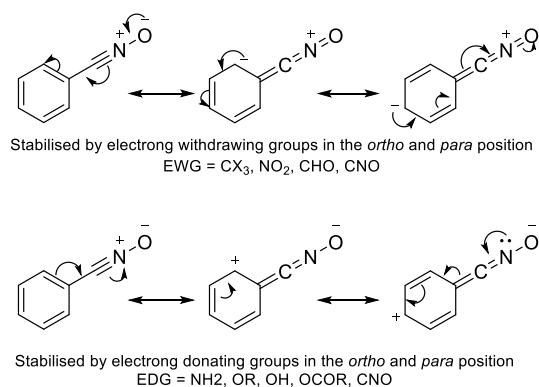 C N + O −
− C N + O
− C N + O
Stabilised by electrong withdrawing groups in the ortho and para position
EWG = CX₃, NO₂, CHO, CNO
N + O −
+ C N O −
+ C N O −
Stabilised by electrong donating groups in the ortho and para position
EDG = NH2, OR, OH, OCOR, CNO